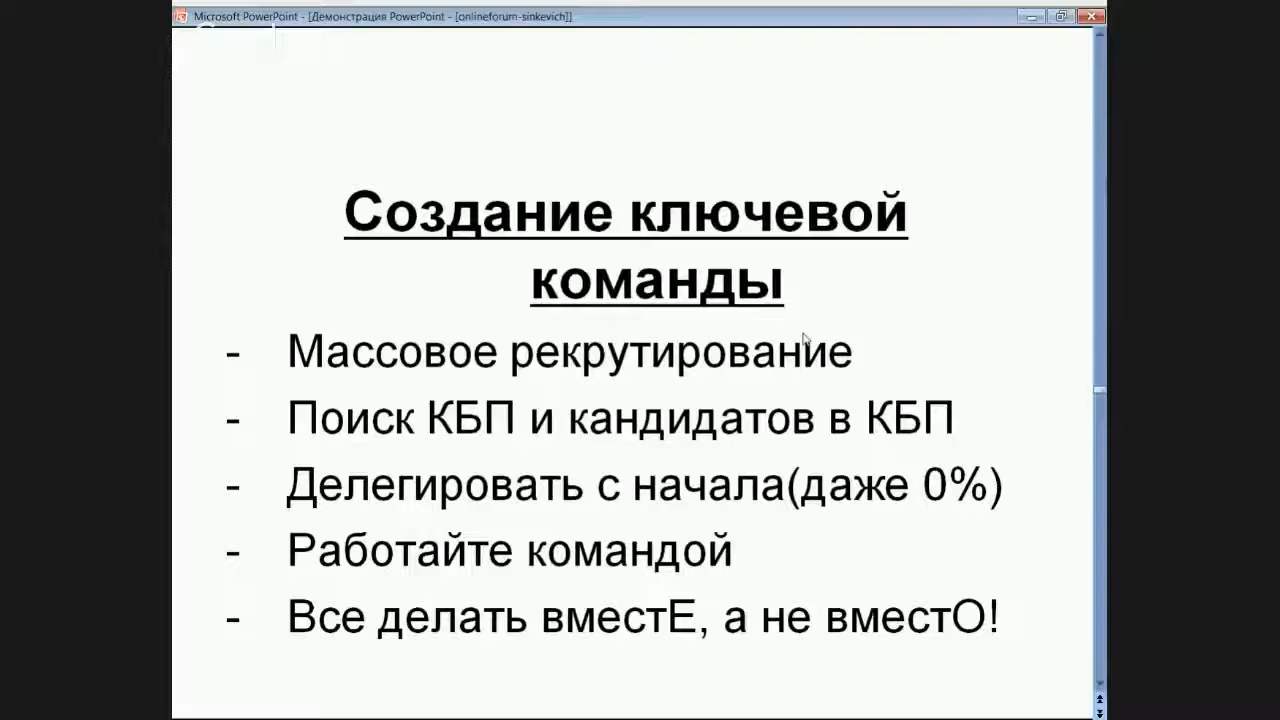 Microsoft PowerPoint - [Демонстрация PowerPoint - [onlineforum-sinkevich]]
Создание ключевой
команды
- Массовое рекрутирование
- Поиск КБП и кандидатов в КБП
- Делегировать с начала(даже 0%)
- Работайте командой
- Все делать вместЕ, а не вместО!